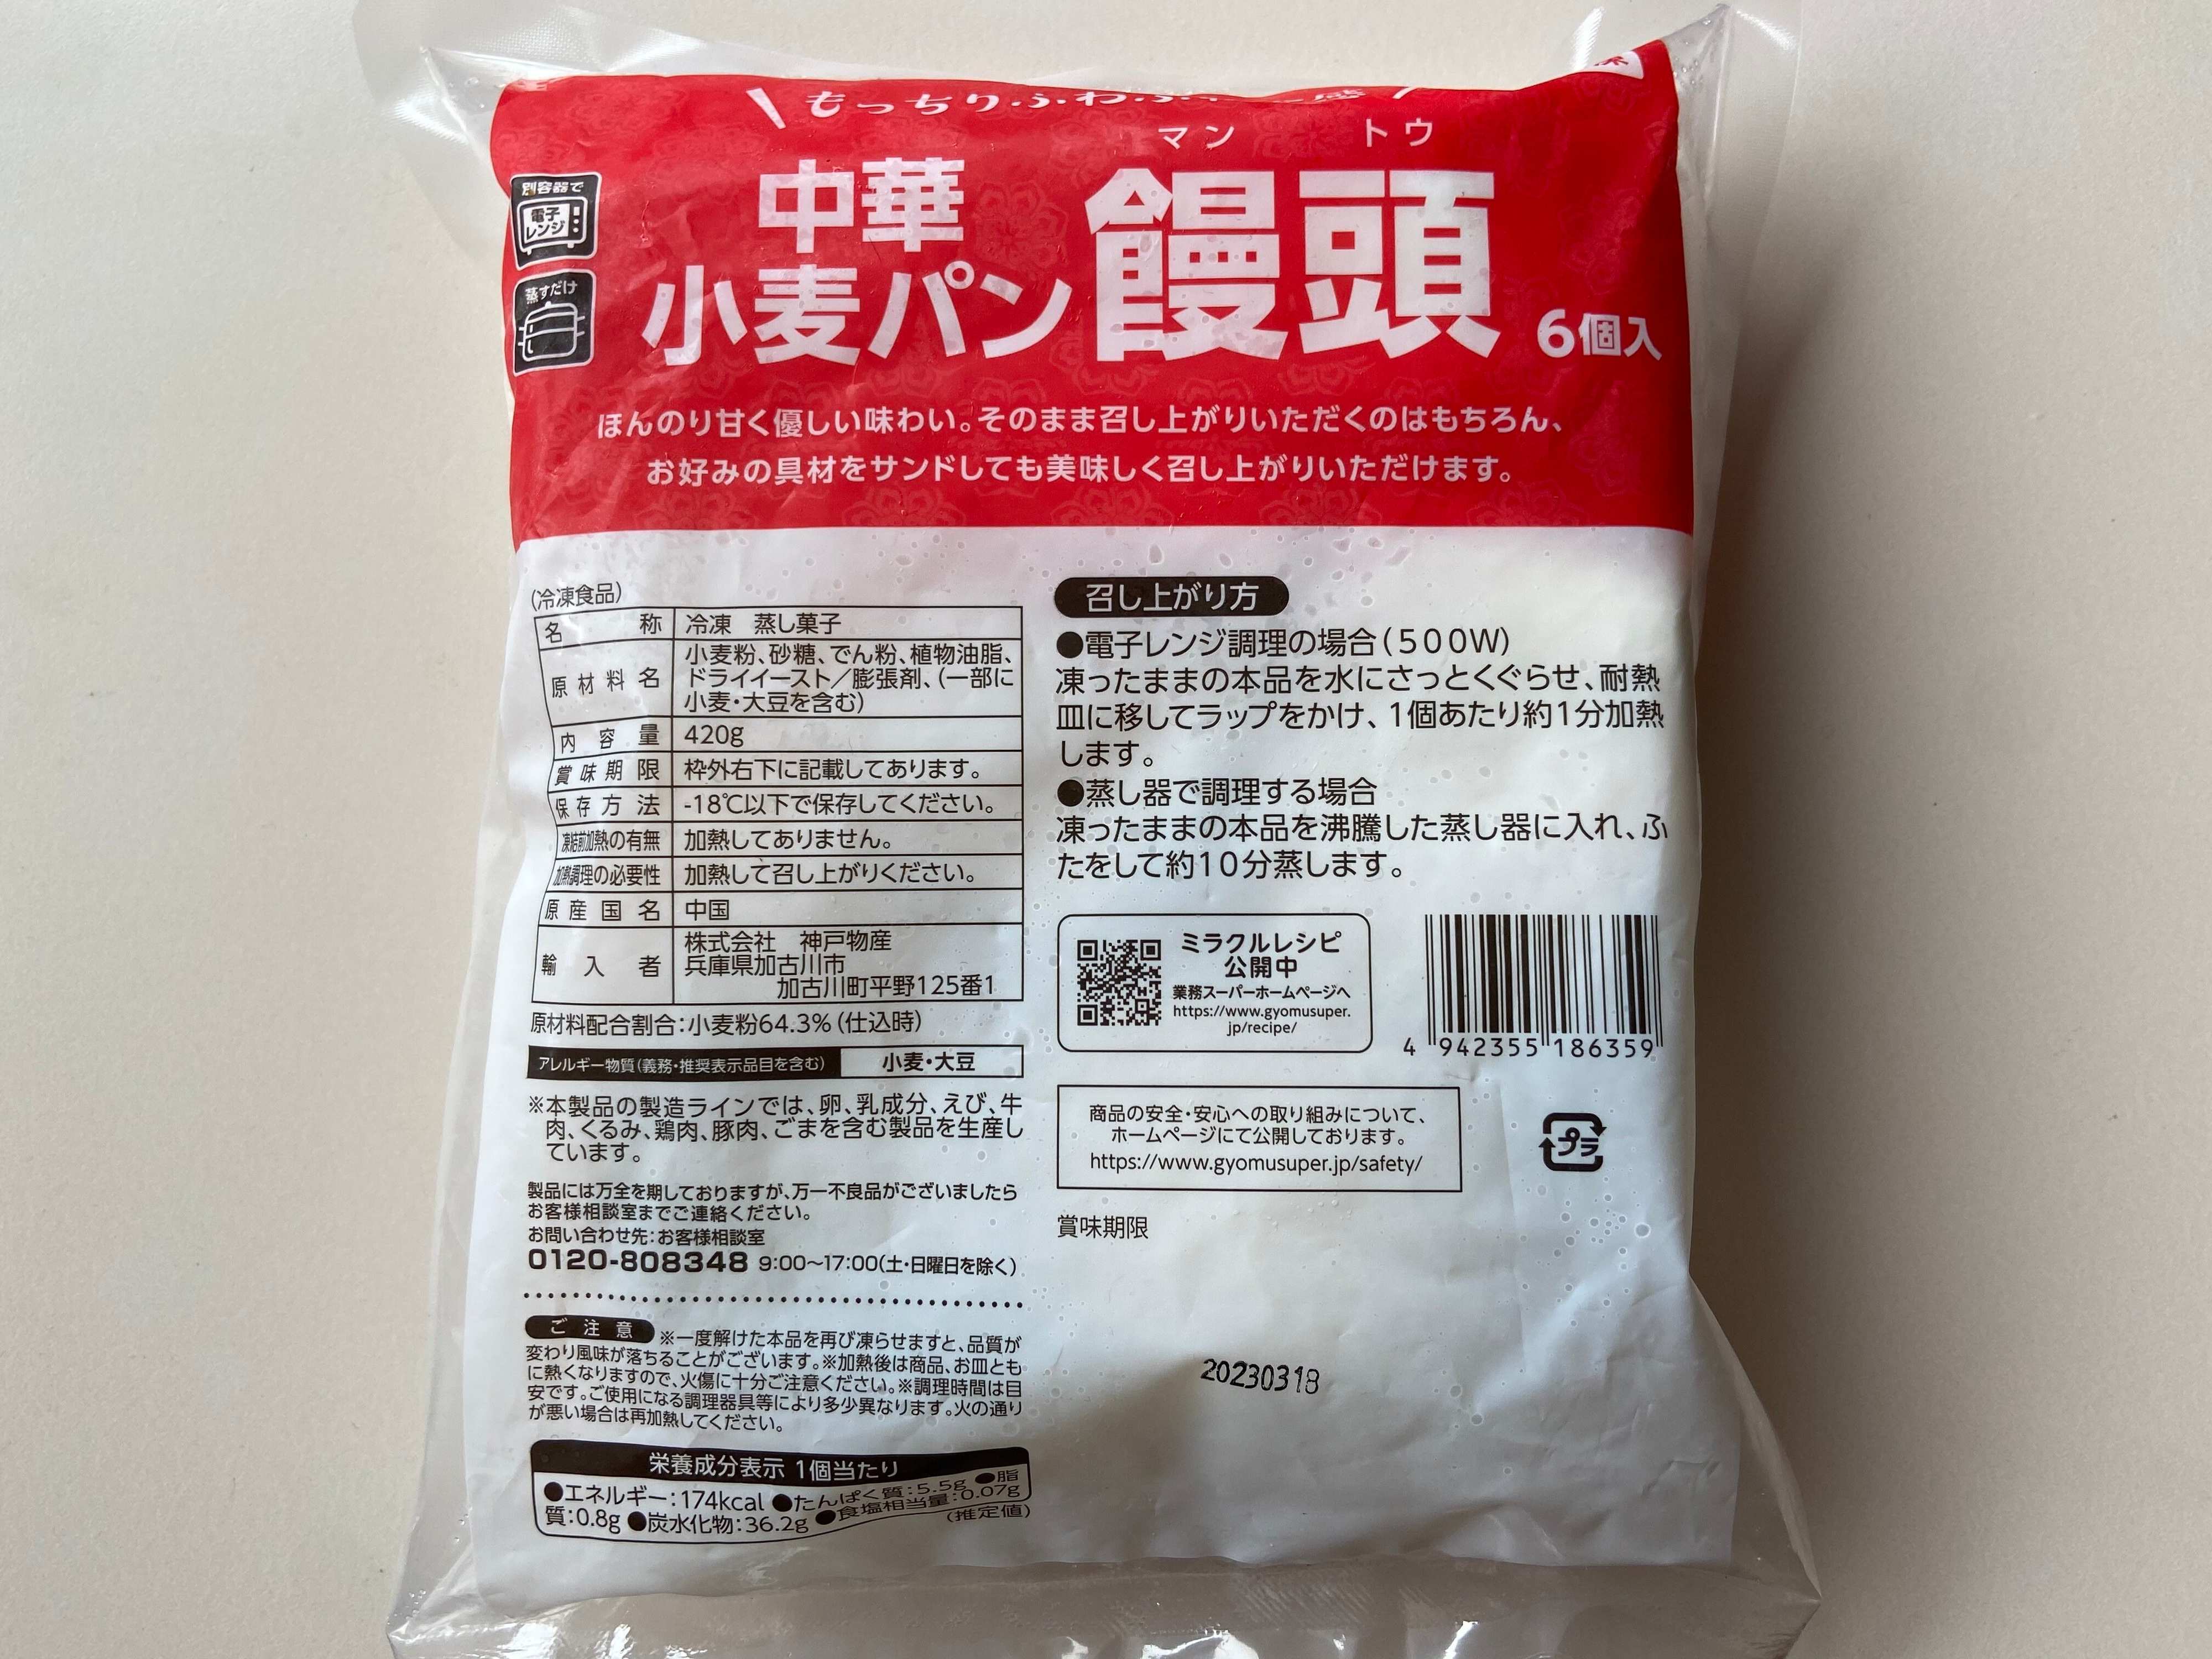 もっちりふわふわ
マントウ
別容器で
電子
レンジ
蒸すだけ
中華
小麦パン
饅頭
6個入
ほんのり甘く優しい味わい。そのまま召し上がりいただくのはもちろん、
お好みの具材をサンドしても美味しく召し上がりいただけます。
(冷凍食品)
名称 冷凍 蒸し菓子
原材料名 小麦粉、砂糖、でん粉、植物油脂、
ドライイースト／膨張剤、(一部に
小麦・大豆を含む)
内容量 420g
賞味期限 枠外右下に記載してあります。
保存方法 -18℃以下で保存してください。
凍結前加熱の有無 加熱してありません。
加熱調理の必要性 加熱して召し上がりください。
原産国名 中国
輸入者 株式会社 神戸物産
兵庫県加古川市
加古川町平野125番1
原材料配合割合:小麦粉64.3%(仕込時)
アレルギー物質(義務・推奨表示品目を含む) 小麦・大豆
※本製品の製造ラインでは、卵、乳成分、えび、牛
肉、くるみ、鶏肉、豚肉、ごまを含む製品を生産し
ています。
製品には万全を期しておりますが、万一不良品がございましたら
お客様相談室までご連絡ください。
お問い合わせ先:お客様相談室
0120-808348 9:00〜17:00(土・日曜日を除く)
ご注意 ※一度解けた本品を再び凍らせますと、品質が
変わり風味が落ちることがございます。※加熱後は商品、お皿とも
に熱くなりますので、火傷に十分ご注意ください。※調理時間は目
安です。ご使用になる調理器具等により多少異なります。火の通り
が悪い場合は再加熱してください。
栄養成分表示 1個当たり
●エネルギー:174kcal ●たんぱく質:5.5g ●脂
質:0.8g ●炭水化物:36.2g ●食塩相当量:0.07g
(推定値)
召し上がり方
●電子レンジ調理の場合(500W)
凍ったままの本品を水にさっとくぐらせ、耐熱
皿に移してラップをかけ、1個あたり約1分加熱
します。
●蒸し器で調理する場合
凍ったままの本品を沸騰した蒸し器に入れ、ふ
たをして約10分蒸します。
ミラクルレシピ
公開中
業務スーパーホームページへ
https://www.gyomusuper.
jp/recipe/
4 942355 186359
商品の安全・安心への取り組みについて、
ホームページにて公開しております。
https://www.gyomusuper.jp/safety/
プラ
賞味期限
20230318